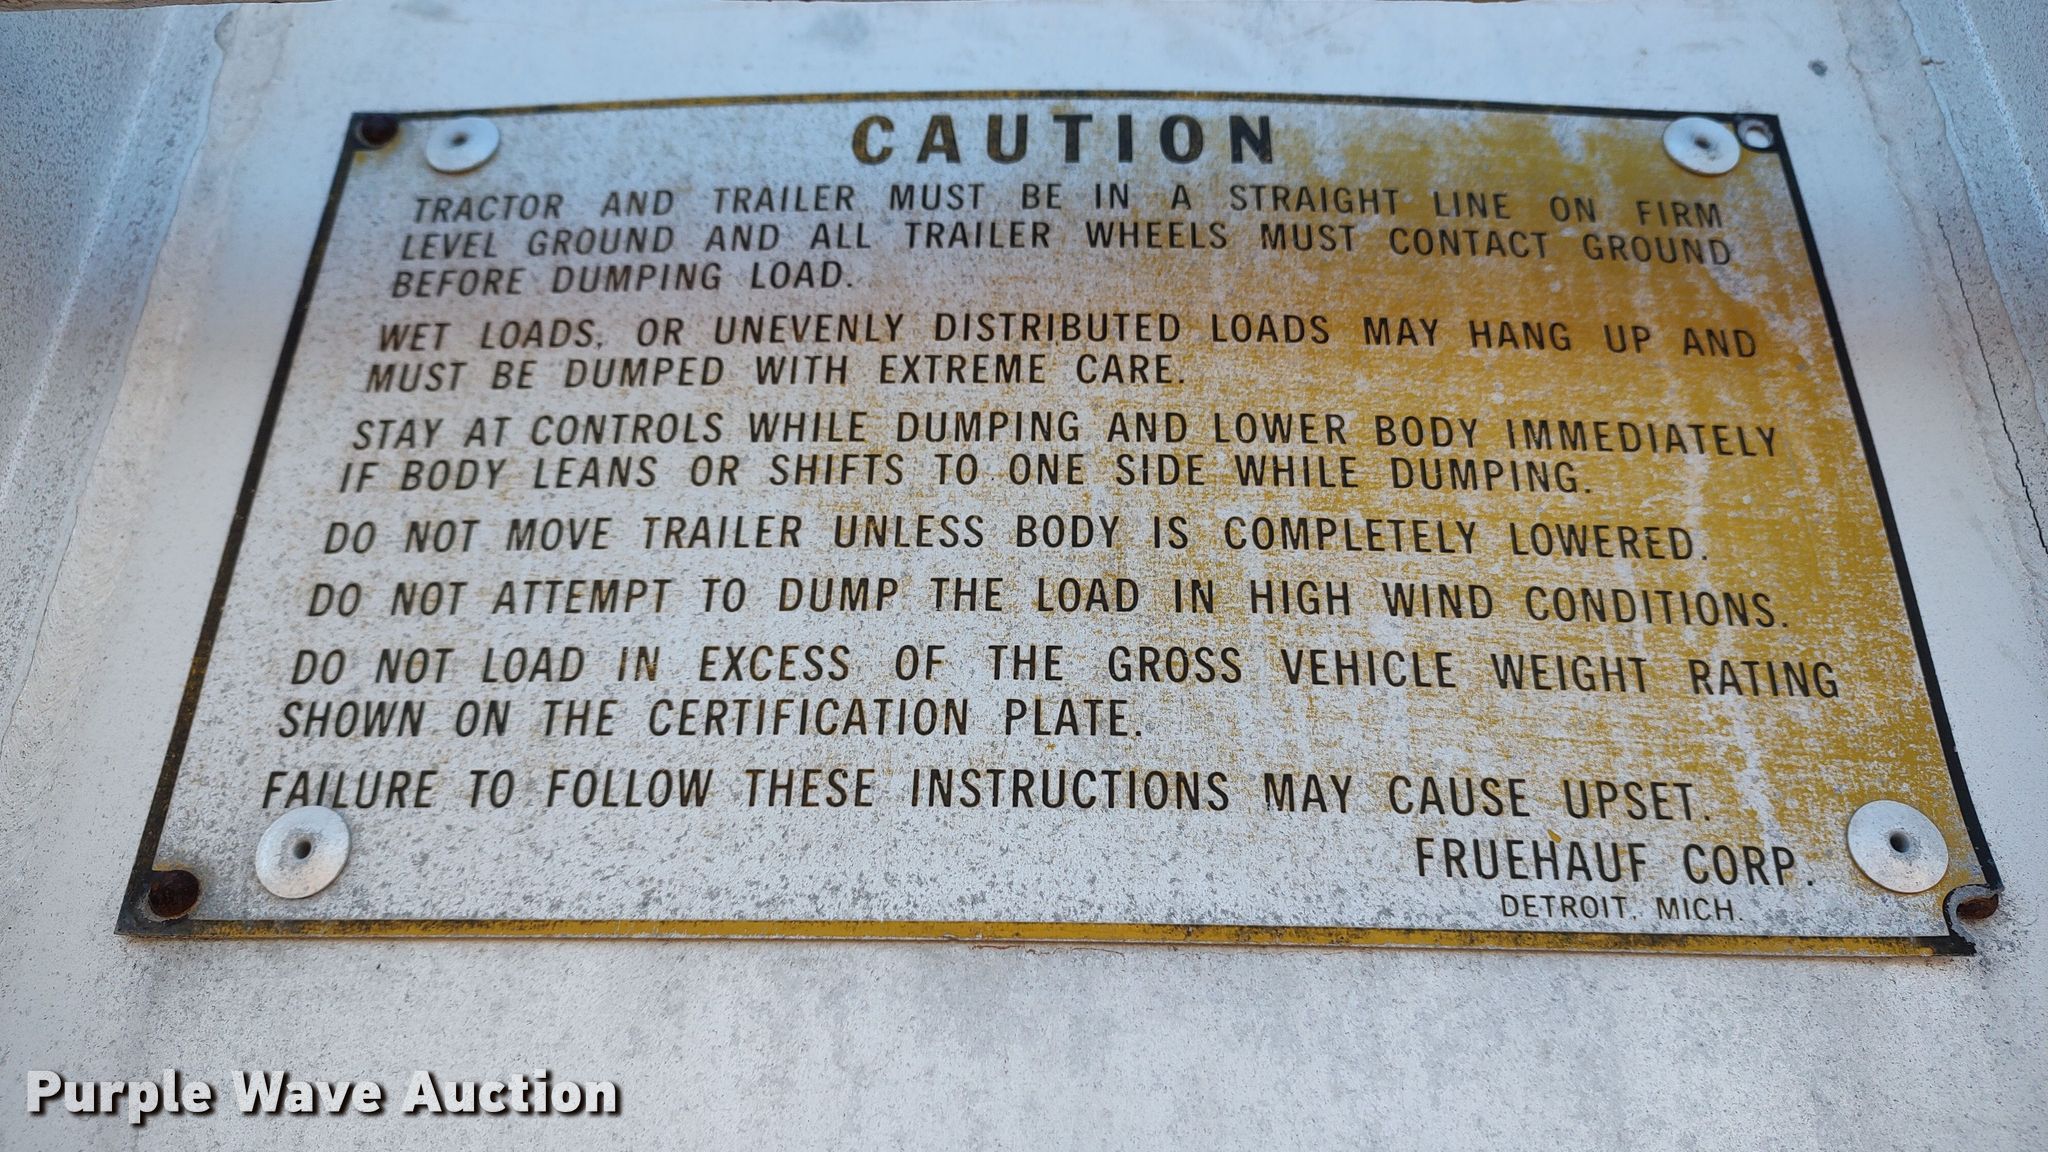 CAUTION
TRACTOR AND TRAILER MUST BE IN A STRAIGHT LINE ON FIRM
LEVEL GROUND AND ALL TRAILER WHEELS MUST CONTACT GROUND
BEFORE DUMPING LOAD.
WET LOADS, OR UNEVENLY DISTRIBUTED LOADS MAY HANG UP AND
MUST BE DUMPED WITH EXTREME CARE.
STAY AT CONTROLS WHILE DUMPING AND LOWER BODY IMMEDIATELY
IF BODY LEANS OR SHIFTS TO ONE SIDE WHILE DUMPING.
DO NOT MOVE TRAILER UNLESS BODY IS COMPLETELY LOWERED.
DO NOT ATTEMPT TO DUMP THE LOAD IN HIGH WIND CONDITIONS.
DO NOT LOAD IN EXCESS OF THE GROSS VEHICLE WEIGHT RATING
SHOWN ON THE CERTIFICATION PLATE.
FAILURE TO FOLLOW THESE INSTRUCTIONS MAY CAUSE UPSET.
FRUEHAUF CORP.
DETROIT, MICH.
Purple Wave Auction